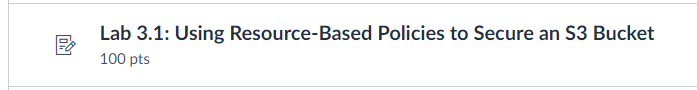 Lab 3.1: Using Resource-Based Policies to Secure an S3 Bucket
100 pts